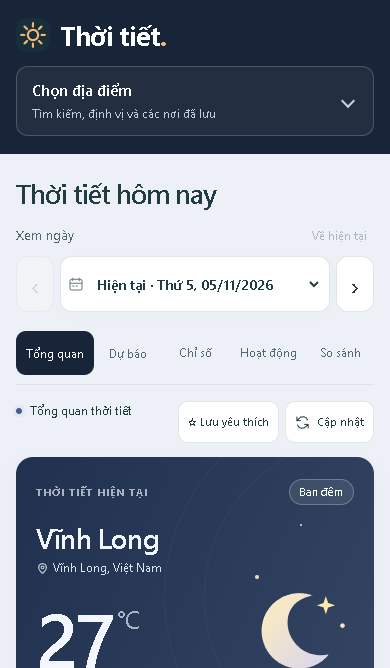 Thời tiết.
Chọn địa điểm
Tìm kiếm, định vị và các nơi đã lưu
Thời tiết hôm nay
Xem ngày
Về hiện tại
Hiện tại · Thứ 5, 05/11/2026
Tổng quan
Dự báo
Chỉ số
Hoạt động
So sánh
Tổng quan thời tiết
☆ Lưu yêu thích
Cập nhật
THỜI TIẾT HIỆN TẠI
Ban đêm
Vĩnh Long
Vĩnh Long, Việt Nam
27°C